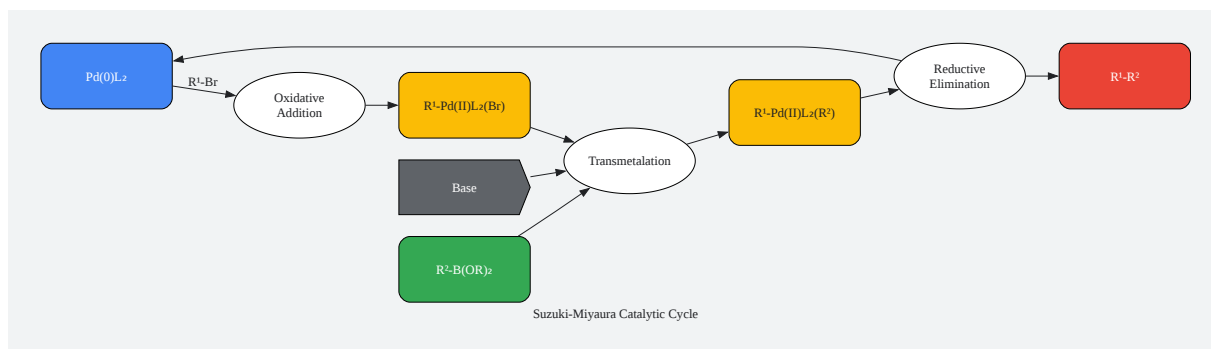 Pd(0)L₂
R¹-Br
Oxidative
Addition
R¹-Pd(II)L₂(Br)
Base
R²-B(OR)₂
Transmetalation
R¹-Pd(II)L₂(R²)
Reductive
Elimination
R¹-R²
Suzuki-Miyaura Catalytic Cycle